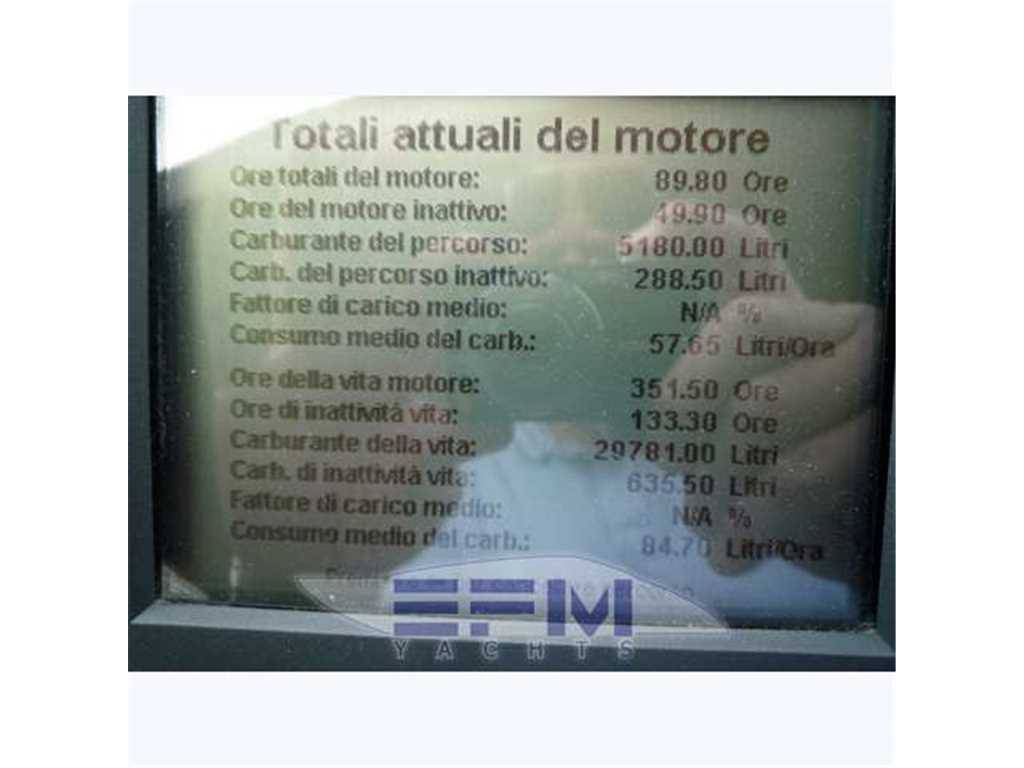 Totali attuali del motore
Ore totali del motore: 89.80 Ore
Ore del motore inattivo: 49.90 Ore
Carburante del percorso: 5180.00 Litri
Carb. del percorso inattivo: 288.50 Litri
Fattore di carico medio: N/A %
Consumo medio del carb.: 57.65 Litri/Ora
Ore della vita motore: 351.50 Ore
Ore di inattività vita: 133.30 Ore
Carburante della vita: 29781.00 Litri
Carb. di inattività vita: 635.50 Litri
Fattore di carico medio: N/A %
Consumo medio del carb.: 84.70 Litri/Ora
EFM
YACHTS